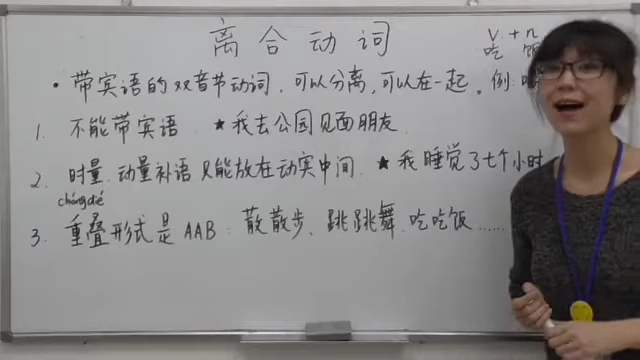 离合动词
v + n
吃 饭
• 带宾语的双音节动词，可以分离，可以在一起。例：
1. 不能带宾语 ★我去公园见面朋友
2. 时量、动量补语只能放在动宾中间. ★我睡觉了七个小时
chóngdié
3. 重叠形式是AAB：散散步、跳跳舞、吃吃饭……